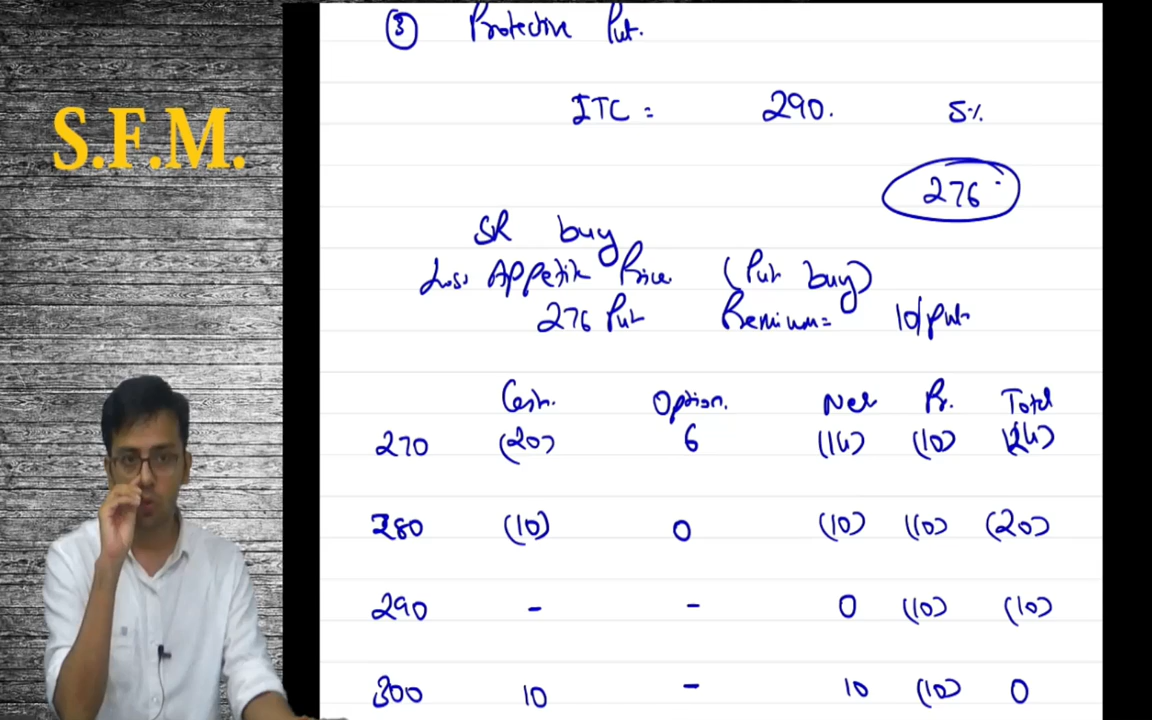 S.F.M.
③ Protective Put.
ITC = 290. 5%
276
SR buy
Loss Appetite Price (Put buy)
276 Put Premium= 10/put
Cash. Option. Net Pr. Total
270 (20) 6 (14) (10) (24)
280 (10) 0 (10) (10) (20)
290 - - 0 (10) (10)
300 10 - 10 (10) 0